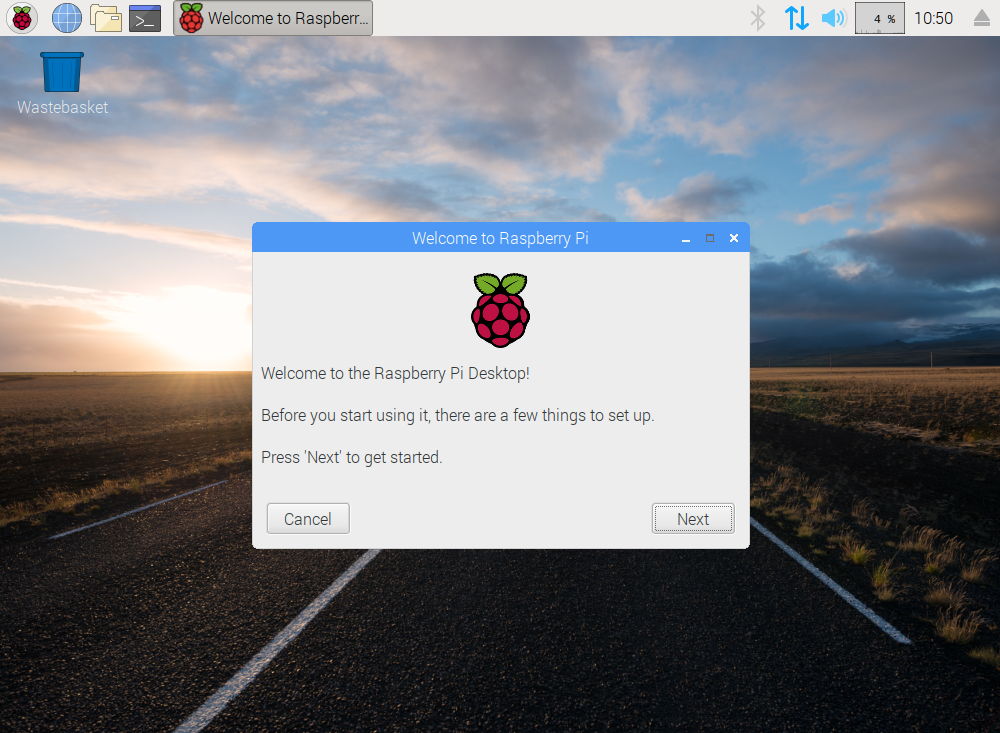 Welcome to Raspberr...
4 %
10:50
Wastebasket
Welcome to Raspberry Pi
Welcome to the Raspberry Pi Desktop!
Before you start using it, there are a few things to set up.
Press 'Next' to get started.
Cancel
Next